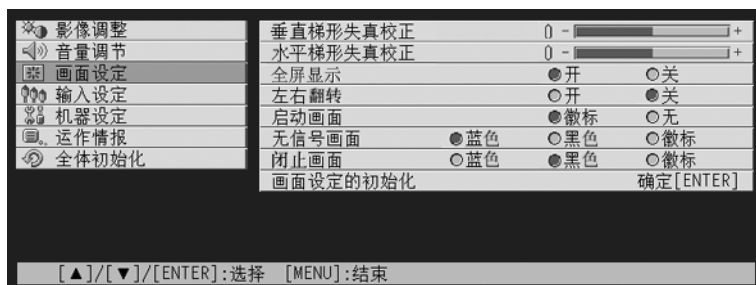 影像调整
音量调节
画面设定
输入设定
机器设定
运作情报
全体初始化
垂直梯形失真校正 0 - +
水平梯形失真校正 0 - +
全屏显示 ●开 ○关
左右翻转 ○开 ●关
启动画面 ●徽标 ○无
无信号画面 ●蓝色 ○黑色 ○徽标
闭止画面 ○蓝色 ●黑色 ○徽标
画面设定的初始化 确定[ENTER]
[▲]/[▼]/[ENTER]:选择 [MENU]:结束